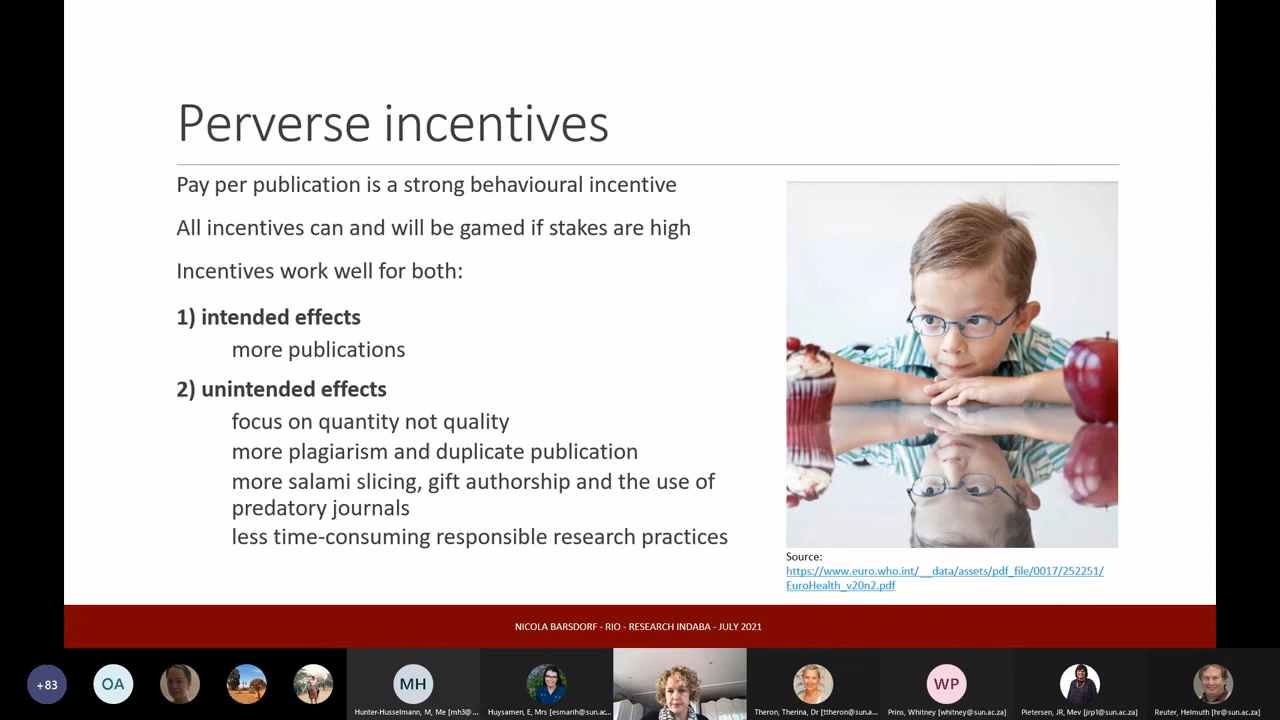 Perverse incentives
Pay per publication is a strong behavioural incentive
All incentives can and will be gamed if stakes are high
Incentives work well for both:
1) intended effects
more publications
2) unintended effects
focus on quantity not quality
more plagiarism and duplicate publication
more salami slicing, gift authorship and the use of
predatory journals
less time-consuming responsible research practices
Source:
https://www.euro.who.int/__data/assets/pdf_file/0017/252251/
EuroHealth_v20n2.pdf
NICOLA BARSDORF - RIO - RESEARCH INDABA - JULY 2021
+83
OA
MH
WP
Hunter-Husselmann, M, Me [mh3@...
Huysamen, E, Mrs [esmarih@sun.ac...
Theron, Therina, Dr [ttheron@sun.a...
Prins, Whitney [whitney@sun.ac.za]
Pietersen, JR, Mev [jrp1@sun.ac.za]
Reuter, Helmuth [hr@sun.ac.za]